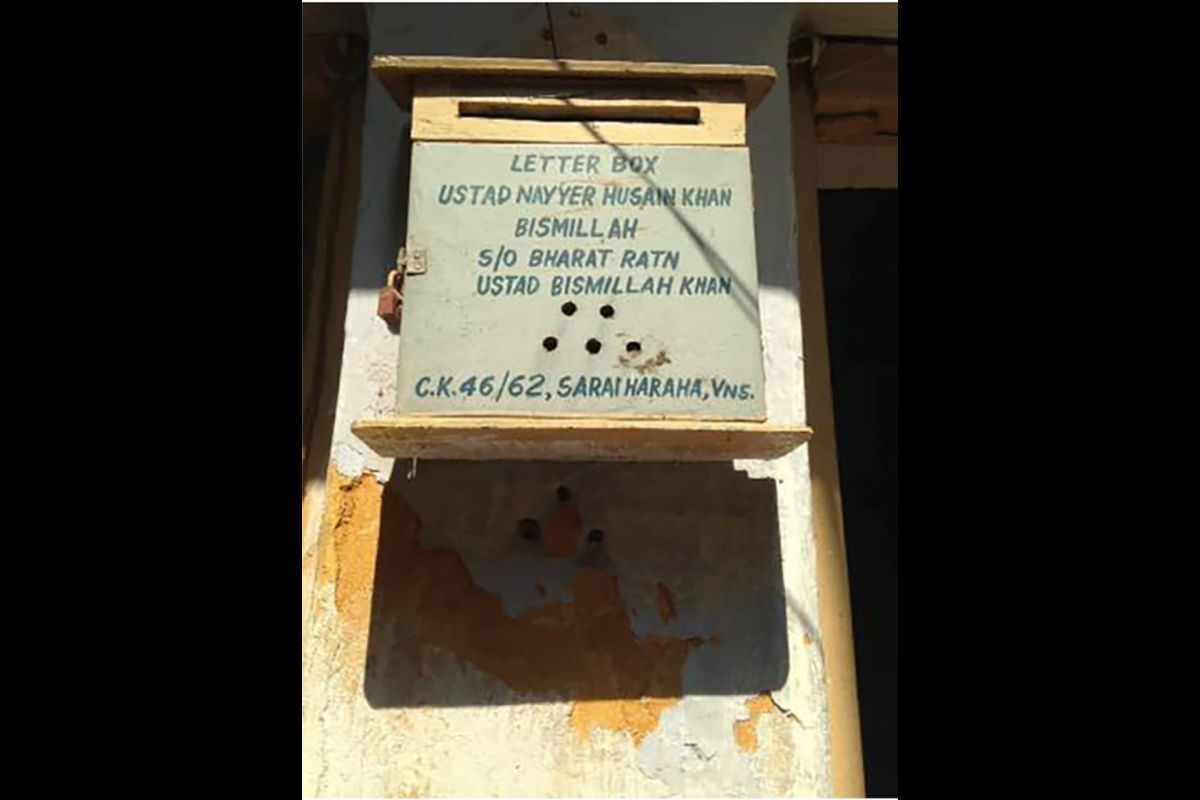 LETTER BOX
USTAD NAYYER HUSAIN KHAN
BISMILLAH
S/O BHARAT RATN
USTAD BISMILLAH KHAN
C.K. 46/62, SARAI HARAHA, VNS.